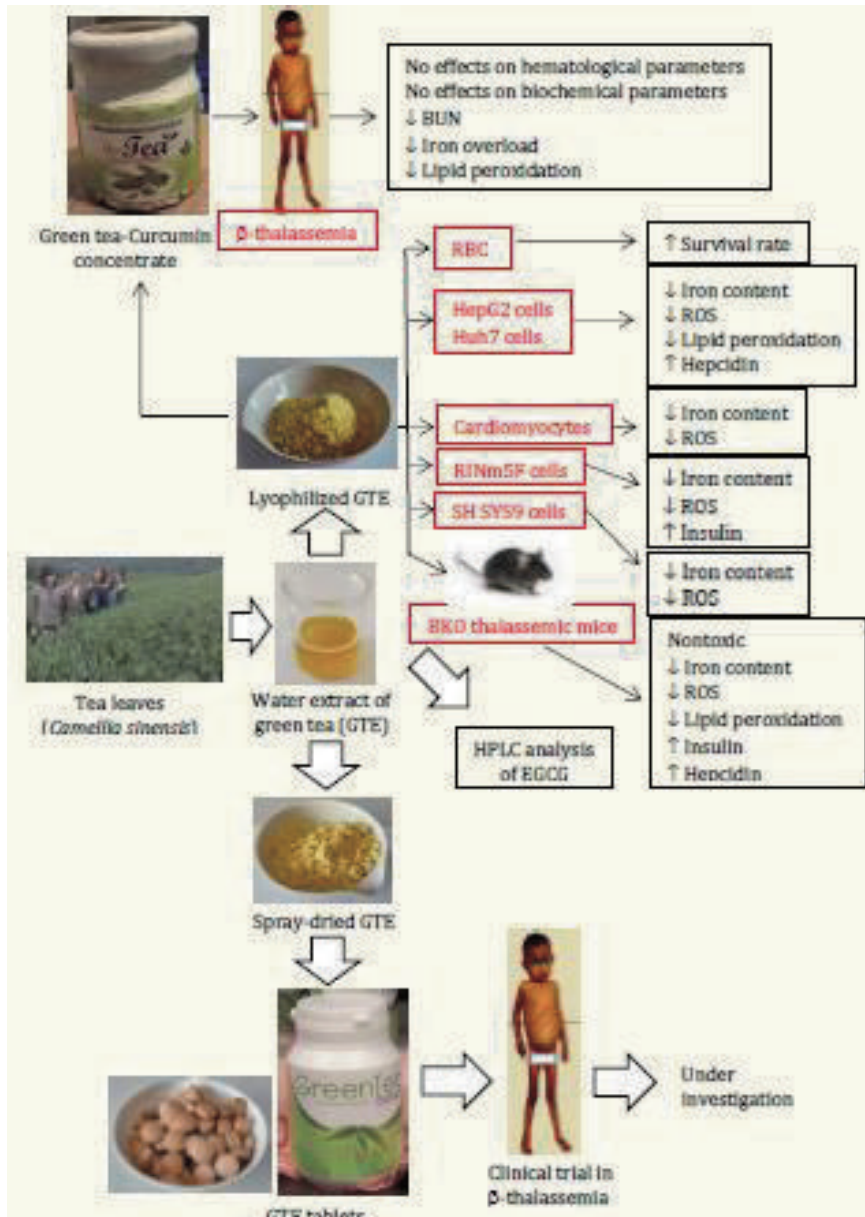 Tea
Green tea-Curcumin
concentrate
β-thalassemia
No effects on hematological parameters
No effects on biochemical parameters
↓ BUN
↓ Iron overload
↓ Lipid peroxidation
RBC
↑ Survival rate
HepG2 cells
Huh7 cells
↓ Iron content
↓ ROS
↓ Lipid peroxidation
↑ Hepcidin
Cardiomyocytes
↓ Iron content
↓ ROS
RINm5F cells
↓ Iron content
↓ ROS
↑ Insulin
SH SY59 cells
↓ Iron content
↓ ROS
Lyophilized GTE
BKO thalassemic mice
Nontoxic
↓ Iron content
↓ ROS
↓ Lipid peroxidation
↑ Insulin
↑ Hepcidin
Tea leaves
(Camellia sinensis)
Water extract of
green tea (GTE)
HPLC analysis
of EGCG
Spray-dried GTE
GTE tablets
Clinical trial in
β-thalassemia
Under
investigation